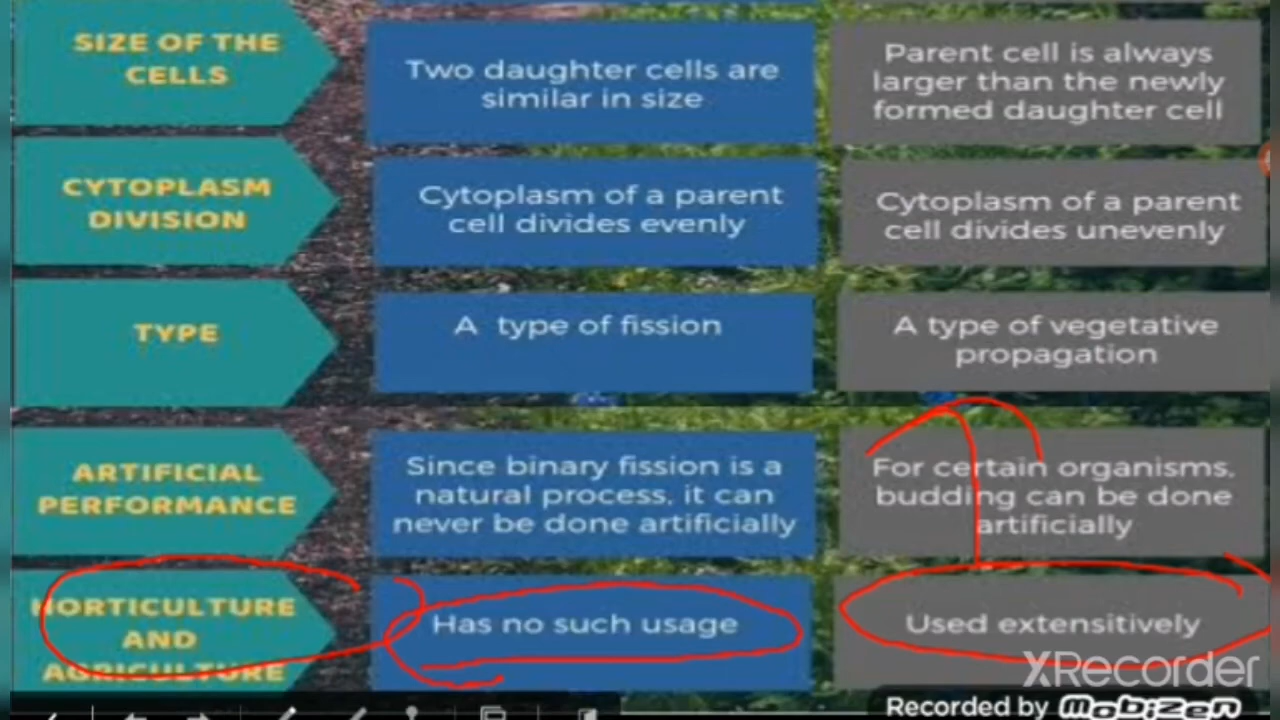 SIZE OF THE
CELLS
Two daughter cells are
similar in size
Parent cell is always
larger than the newly
formed daughter cell
CYTOPLASM
DIVISION
Cytoplasm of a parent
cell divides evenly
Cytoplasm of a parent
cell divides unevenly
TYPE
A type of fission
A type of vegetative
propagation
ARTIFICIAL
PERFORMANCE
Since binary fission is a
natural process, it can
never be done artificially
For certain organisms,
budding can be done
artificially
HORTICULTURE
AND
AGRICULTURE
Has no such usage
Used extensitively
XRecorder
Recorded by Mobizen